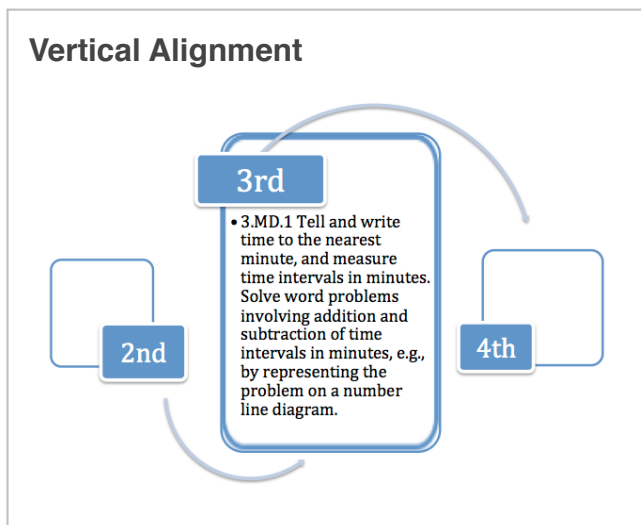 Vertical Alignment
3rd
• 3.MD.1 Tell and write
time to the nearest
minute, and measure
time intervals in minutes.
Solve word problems
involving addition and
subtraction of time
intervals in minutes, e.g.,
by representing the
problem on a number
line diagram.
2nd
4th